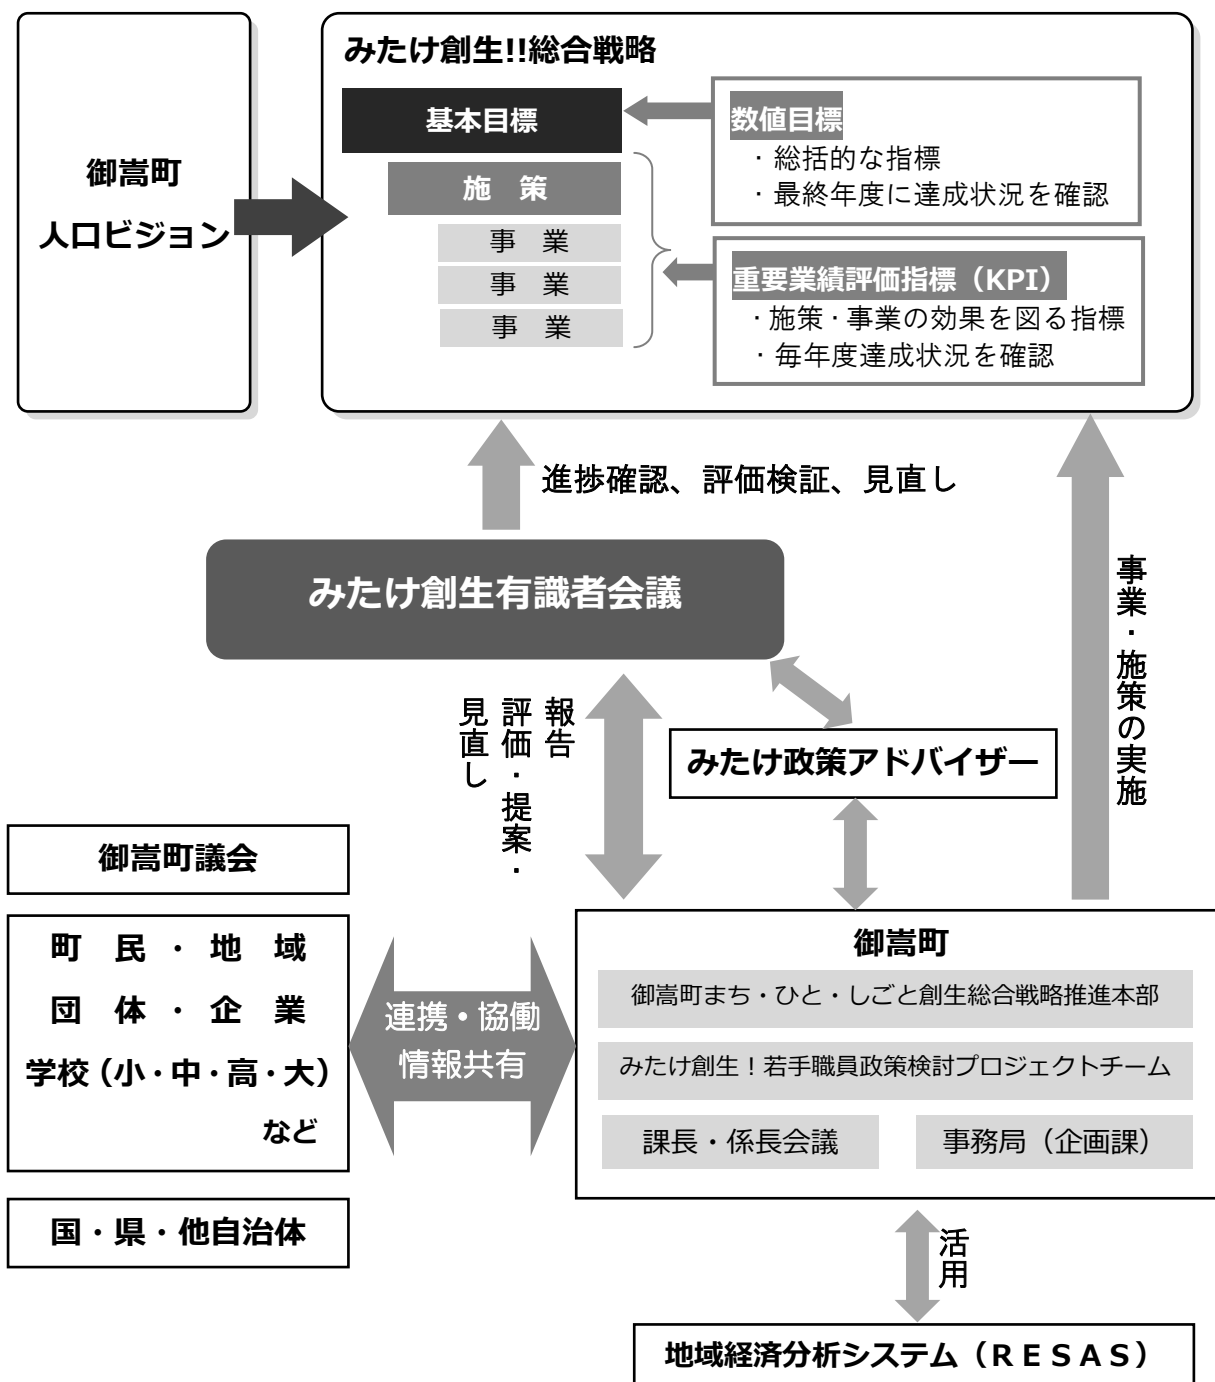 御嵩町
人口ビジョン
みたけ創生!!総合戦略
基本目標
施　策
事　業
事　業
事　業
数値目標
・総括的な指標
・最終年度に達成状況を確認
重要業績評価指標（KPI）
・施策・事業の効果を図る指標
・毎年度達成状況を確認
進捗確認、評価検証、見直し
みたけ創生有識者会議
事業・施策の実施
報告
評価・提案・
見直し
みたけ政策アドバイザー
御嵩町議会
町　民　・　地　域
団　体　・　企　業
学校（小・中・高・大）
など
国・県・他自治体
連携・協働
情報共有
御嵩町
御嵩町まち・ひと・しごと創生総合戦略推進本部
みたけ創生！若手職員政策検討プロジェクトチーム
課長・係長会議
事務局（企画課）
活用
地域経済分析システム（ＲＥＳＡＳ）